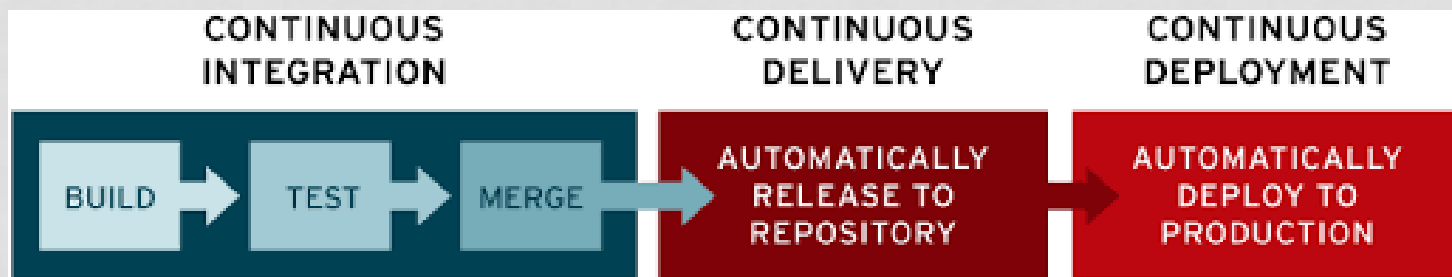 CONTINUOUS
INTEGRATION
BUILD
TEST
MERGE
CONTINUOUS
DELIVERY
AUTOMATICALLY
RELEASE TO
REPOSITORY
CONTINUOUS
DEPLOYMENT
AUTOMATICALLY
DEPLOY TO
PRODUCTION